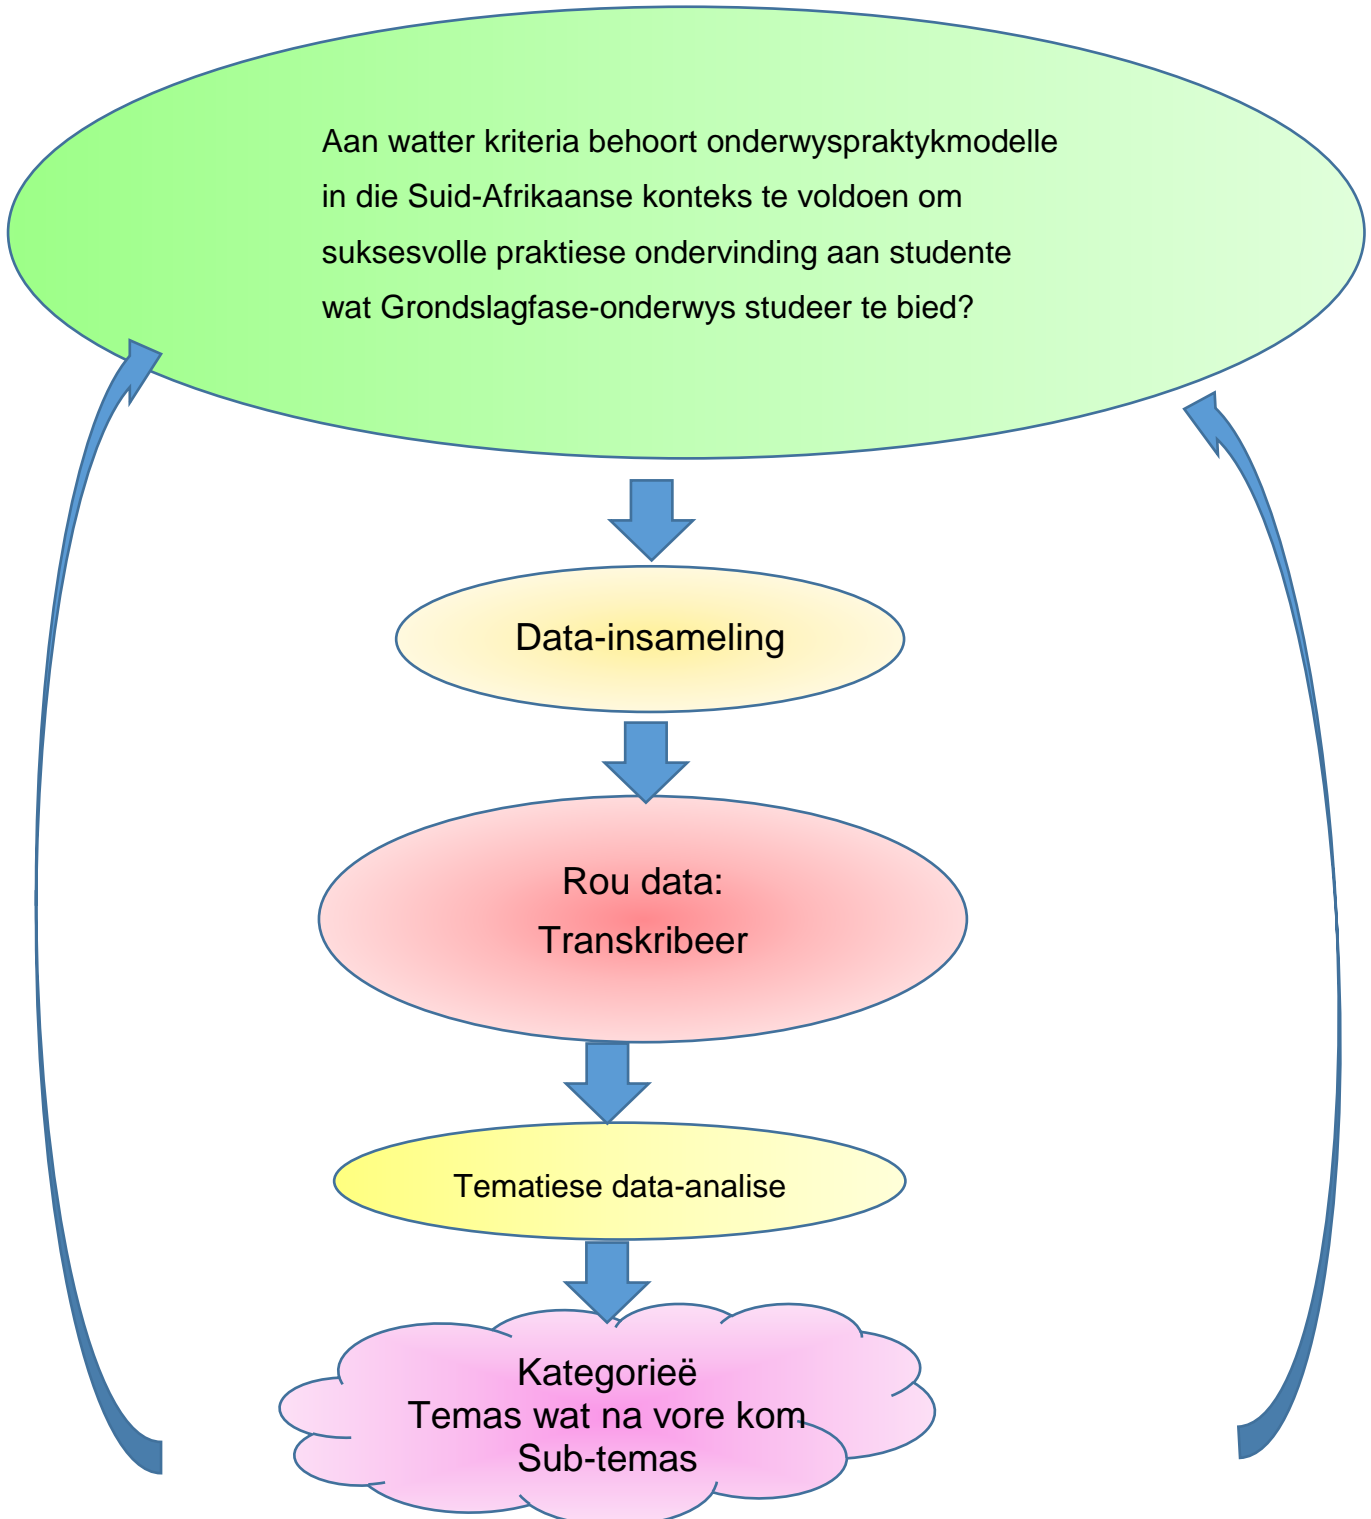 Aan watter kriteria behoort onderwyspraktykmodelle
in die Suid-Afrikaanse konteks te voldoen om
suksesvolle praktiese ondervinding aan studente
wat Grondslagfase-onderwys studeer te bied?
Data-insameling
Rou data:
Transkribeer
Tematiese data-analise
Kategorieë
Temas wat na vore kom
Sub-temas